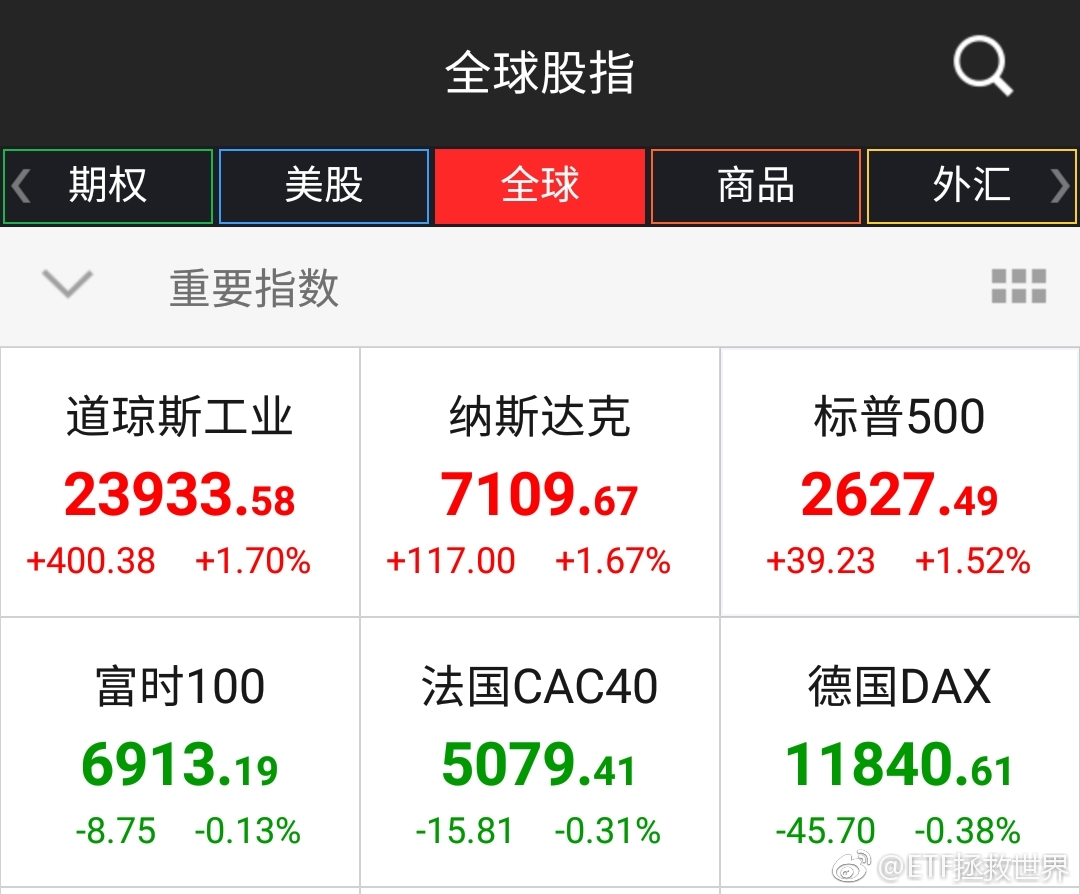 全球股指
期权 美股 全球 商品 外汇
重要指数
道琼斯工业 纳斯达克 标普500
23933.58 7109.67 2627.49
+400.38 +1.70% +117.00 +1.67% +39.23 +1.52%
富时100 法国CAC40 德国DAX
6913.19 5079.41 11840.61
-8.75 -0.13% -15.81 -0.31% -45.70 -0.38%
@ETF拯救世界